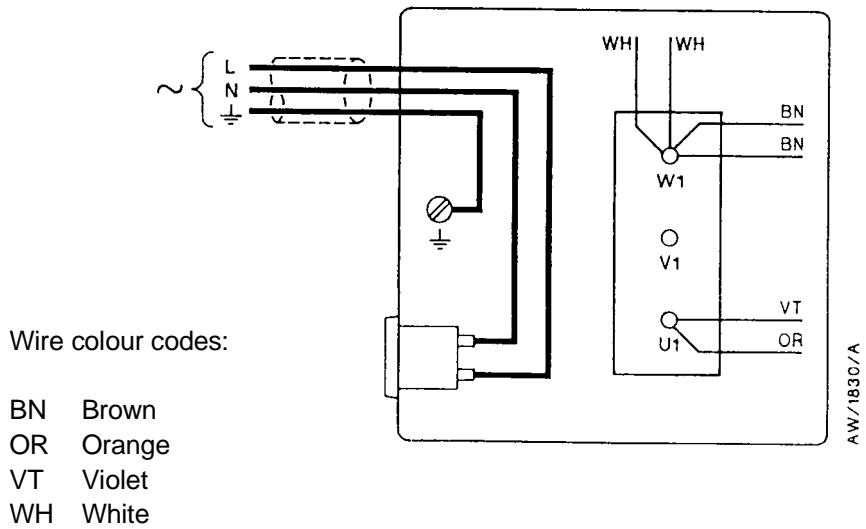 WH WH
L
N
BN
BN
W1
V1
VT
U1 OR
Wire colour codes:
BN Brown
OR Orange
VT Violet
WH White
AW/1830/A